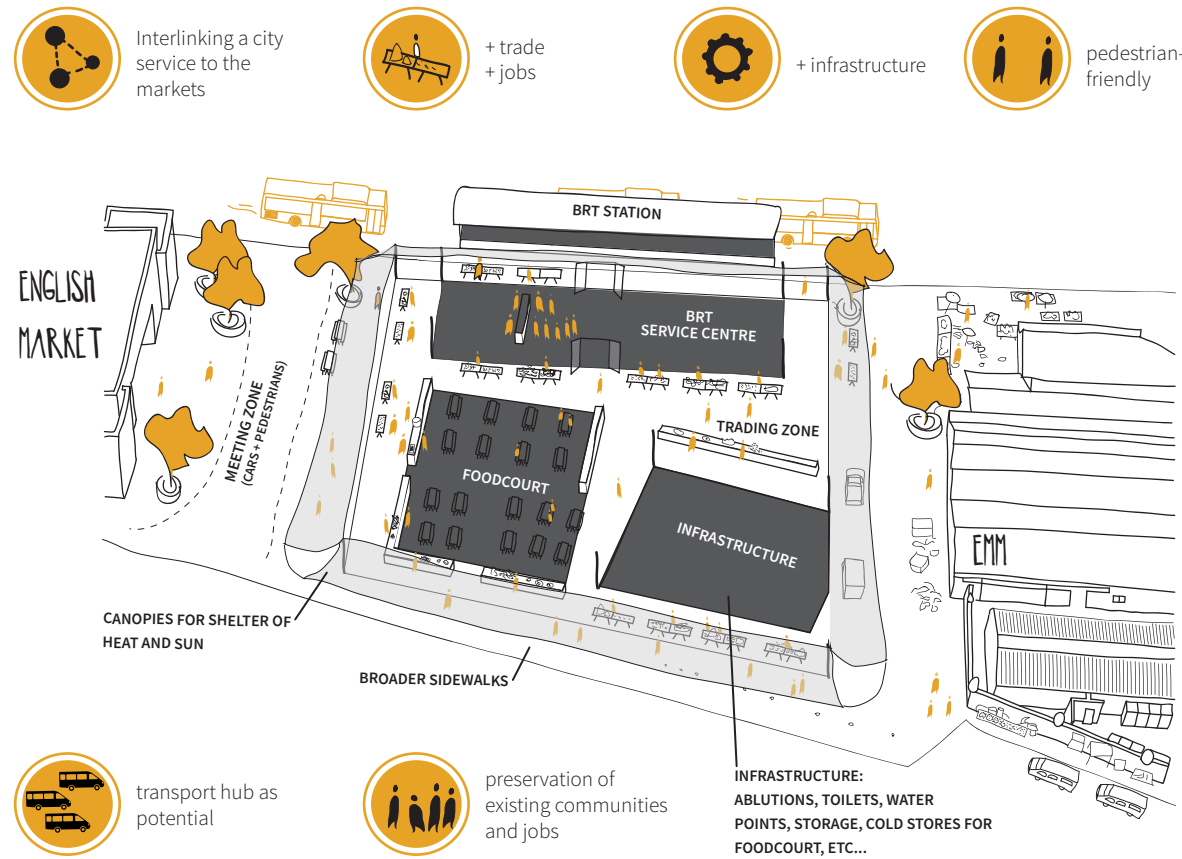 Interlinking a city
service to the
markets
+ trade
+ jobs
+ infrastructure
pedestrian-
friendly
BRT STATION
ENGLISH
MARKET
BRT
SERVICE CENTRE
MEETING ZONE
(CARS + PEDESTRIANS)
TRADING ZONE
FOODCOURT
INFRASTRUCTURE
EMM
CANOPIES FOR SHELTER OF
HEAT AND SUN
BROADER SIDEWALKS
transport hub as
potential
preservation of
existing communities
and jobs
INFRASTRUCTURE:
ABLUTIONS, TOILETS, WATER
POINTS, STORAGE, COLD STORES FOR
FOODCOURT, ETC...